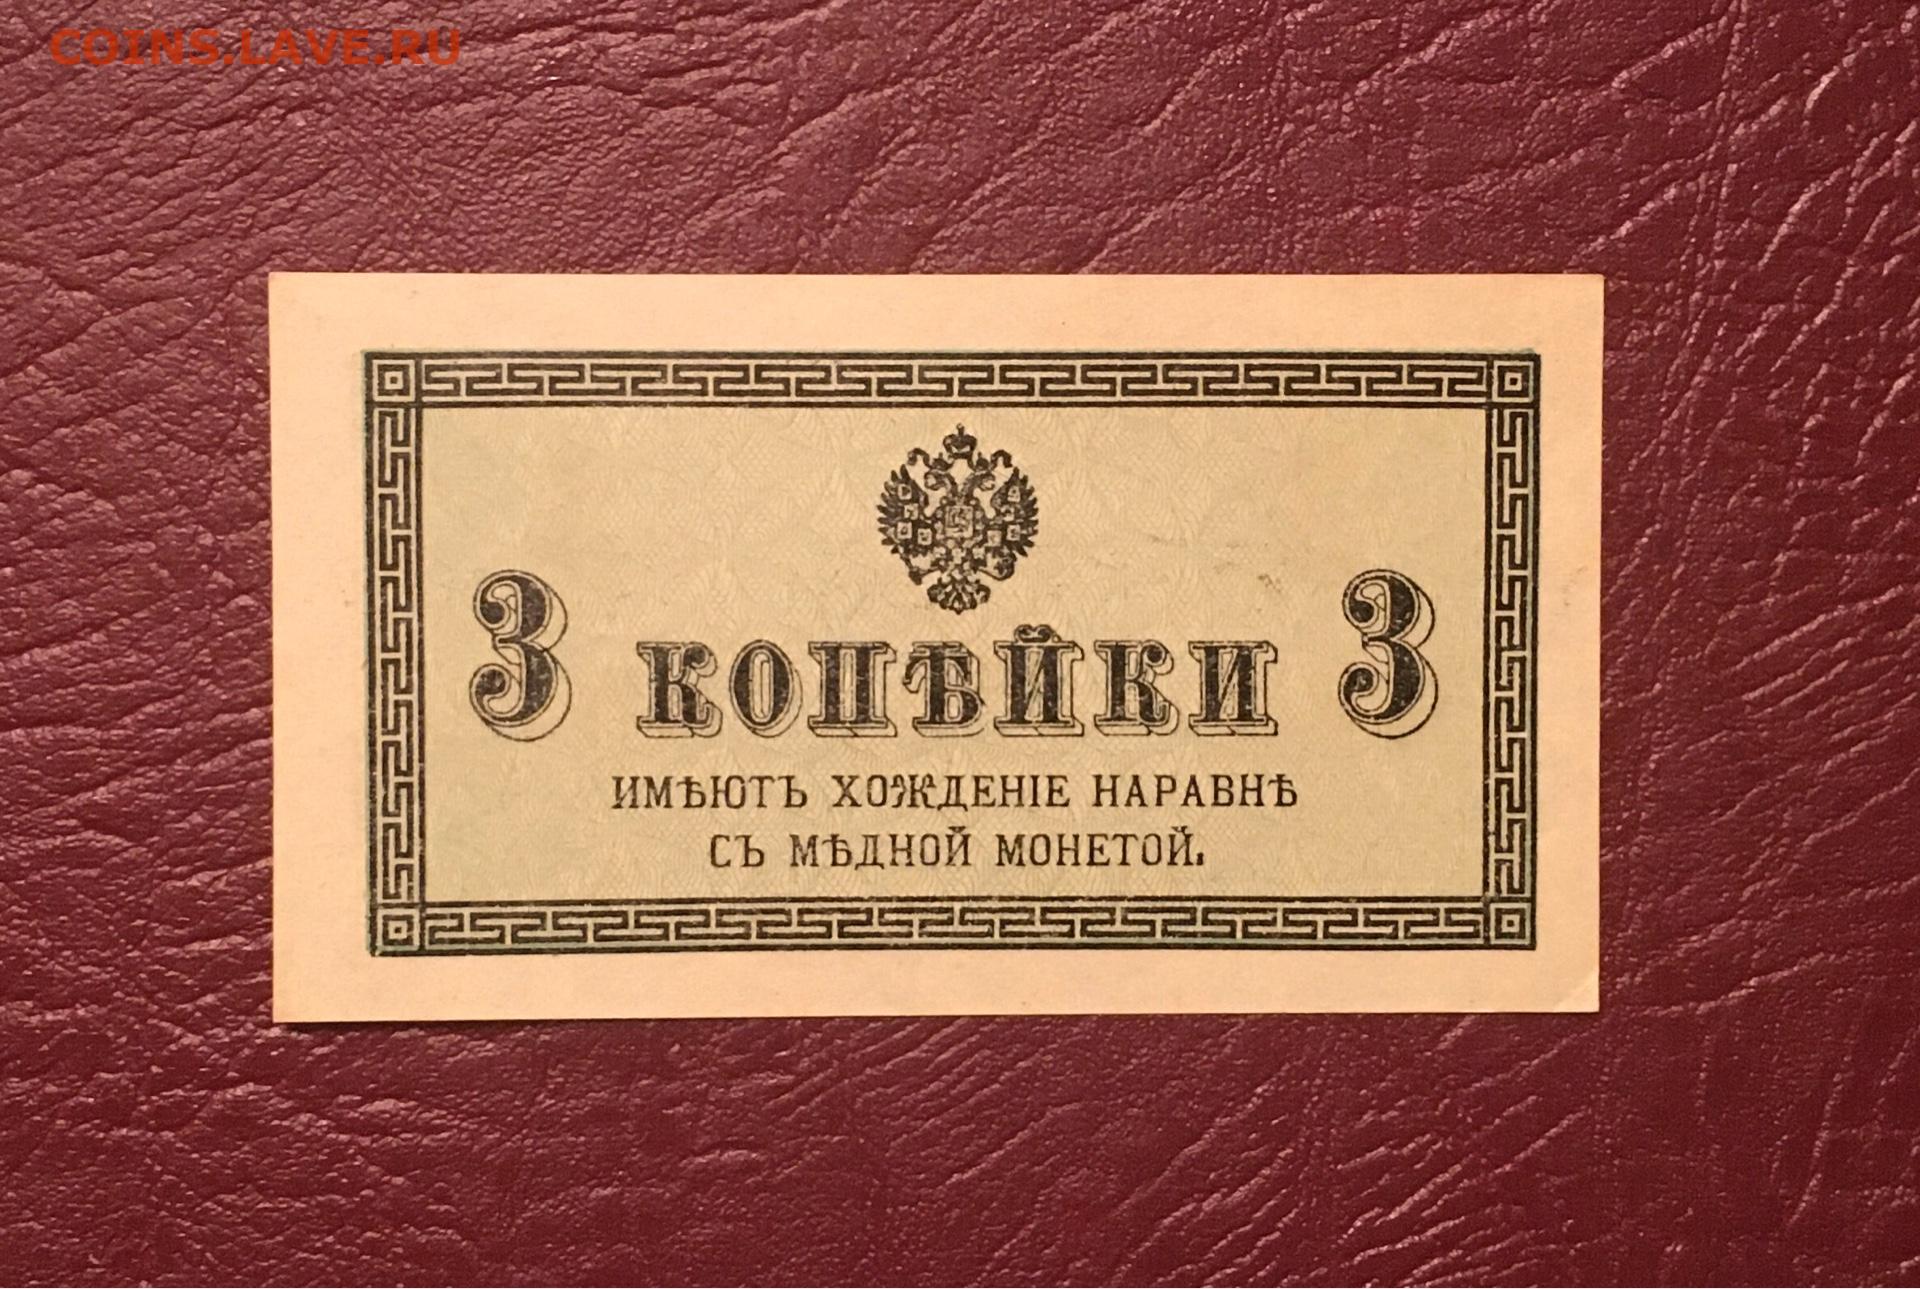 COINS.LAVE.RU
3 КОПѢЙКИ 3
ИМѢЮТЪ ХОЖДЕНІЕ НАРАВНѢ
СЪ МѢДНОЙ МОНЕТОЙ.